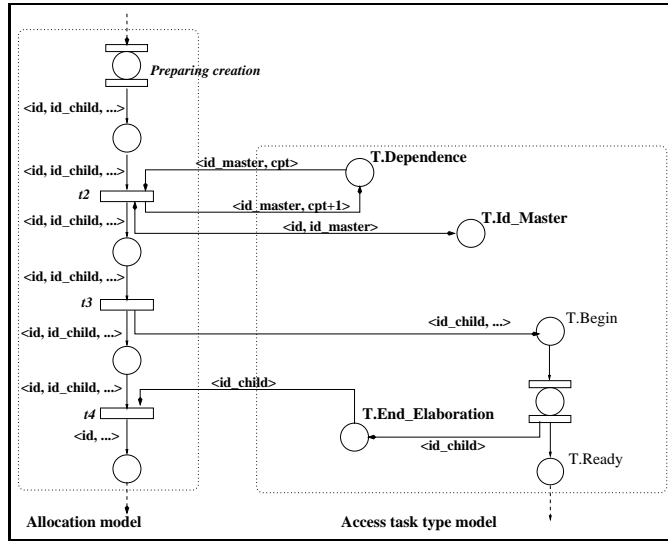 Preparing creation
<id, id_child, ...>
<id, id_child, ...>
<id_master, cpt>
T.Dependence
t2
<id_master, cpt+1>
<id, id_child, ...>
<id, id_master>
T.Id_Master
<id, id_child, ...>
t3
<id, id_child, ...>
<id_child, ...>
T.Begin
<id, id_child, ...>
<id_child>
t4
T.End_Elaboration
<id, ...>
<id_child>
T.Ready
Allocation model
Access task type model